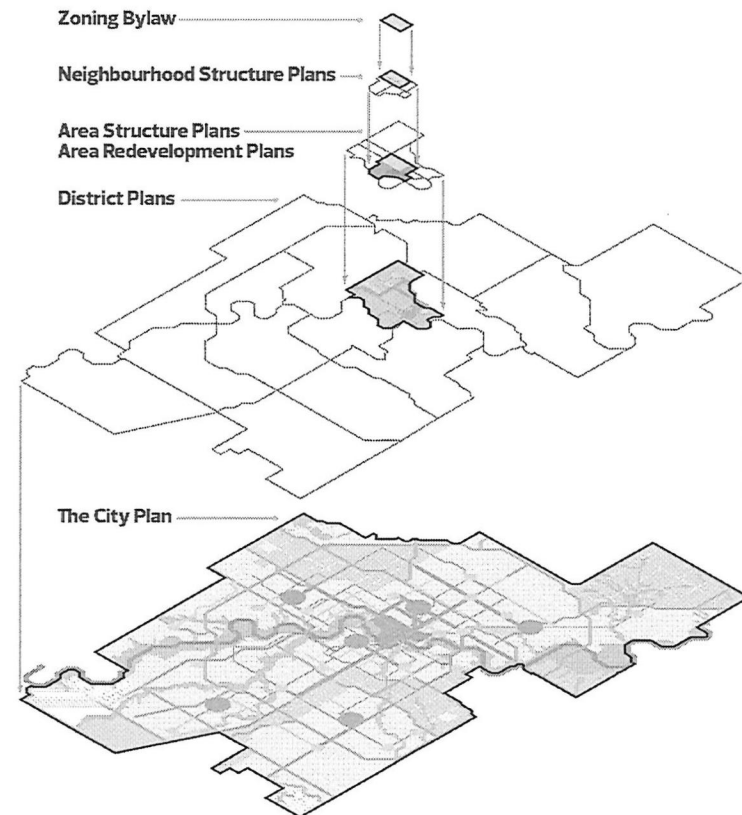 Zoning Bylaw
Neighbourhood Structure Plans
Area Structure Plans
Area Redevelopment Plans
District Plans
The City Plan